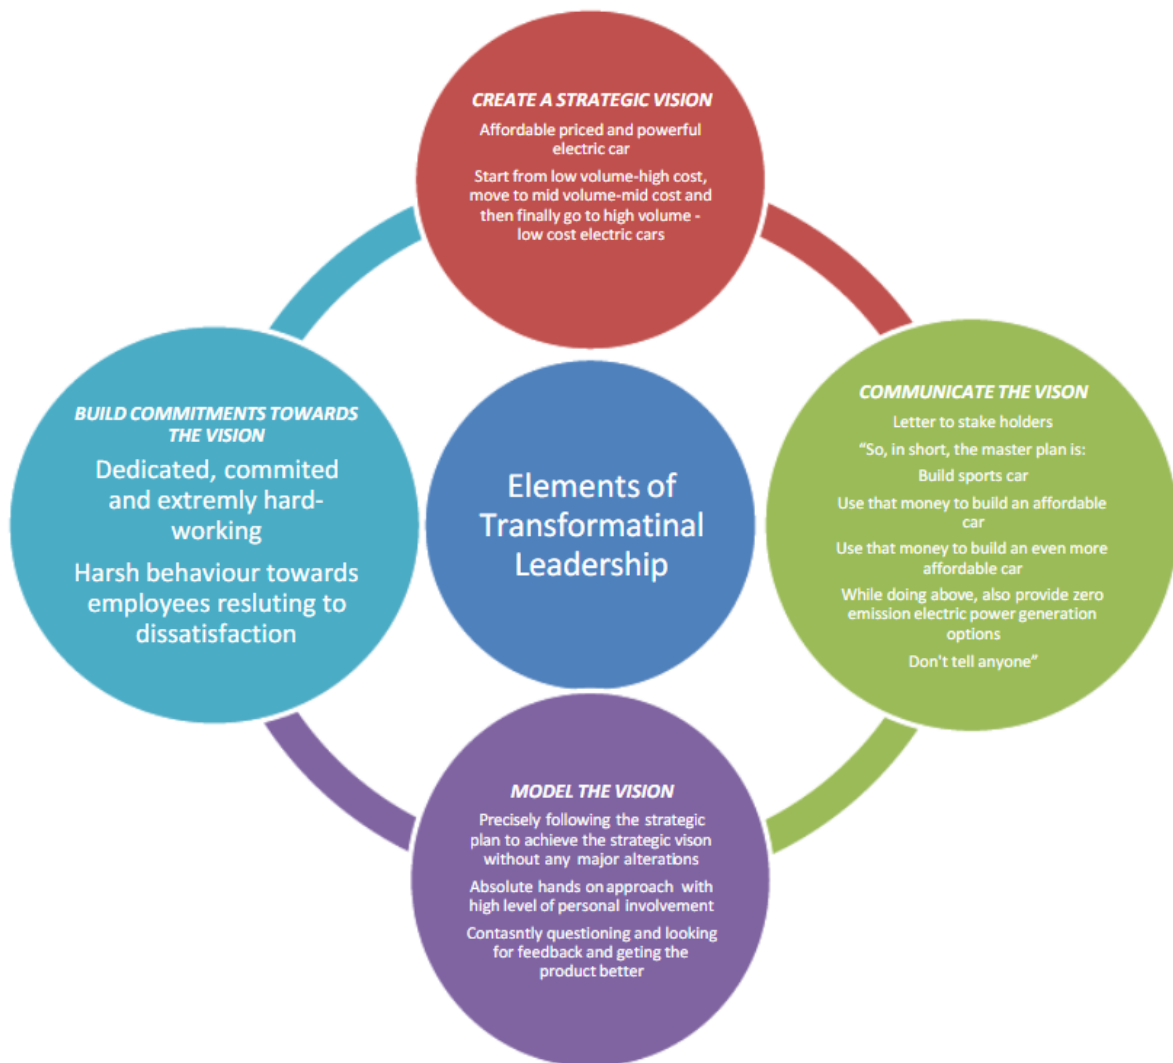 CREATE A STRATEGIC VISION
Affordable priced and powerful
electric car
Start from low volume-high cost,
move to mid volume-mid cost and
then finally go to high volume -
low cost electric cars
COMMUNICATE THE VISON
Letter to stake holders
“So, in short, the master plan is:
Build sports car
Use that money to build an affordable
car
Use that money to build an even more
affordable car
While doing above, also provide zero
emission electric power generation
options
Don't tell anyone”
MODEL THE VISION
Precisely following the strategic
plan to achieve the strategic vison
without any major alterations
Absolute hands on approach with
high level of personal involvement
Contasntly questioning and looking
for feedback and geting the
product better
BUILD COMMITMENTS TOWARDS
THE VISION
Dedicated, commited
and extremly hard-
working
Harsh behaviour towards
employees resluting to
dissatisfaction
Elements of
Transformatinal
Leadership